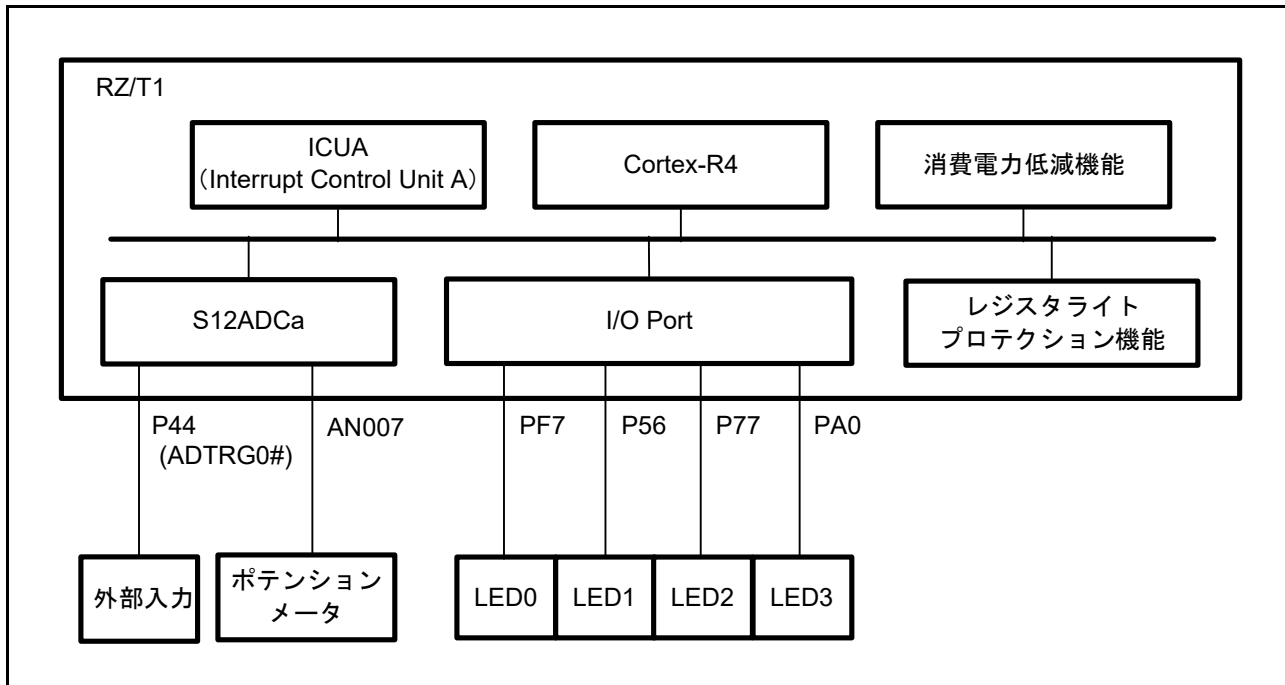 RZ/T1
ICUA
（Interrupt Control Unit A）
Cortex-R4
消費電力低減機能
S12ADCa
I/O Port
レジスタライト
プロテクション機能
P44
(ADTRG0#)
AN007
PF7
P56
P77
PA0
外部入力
ポテンション
メータ
LED0
LED1
LED2
LED3